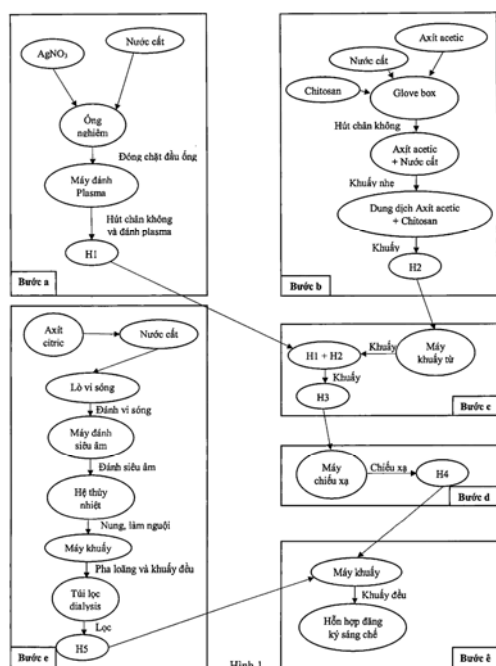 AgNO₃
Nước cất
Ống
nghiệm
Đóng chặt đầu ống
Máy đánh
Plasma
Hút chân không
và đánh plasma
H1
Bước a
Axít acetic
Nước cất
Chitosan
Glove box
Hút chân không
Axít acetic
+ Nước cất
Khuấy nhẹ
Dung dịch Axít acetic
+ Chitosan
Khuấy
H2
Bước b
H1 + H2
Khuấy
Máy
khuấy từ
Khuấy
H3
Bước c
Máy
chiếu xạ
Chiếu xạ
H4
Bước d
Axít
citric
Nước cất
Lò vi sóng
Đánh vi sóng
Máy đánh
siêu âm
Đánh siêu âm
Hệ thủy
nhiệt
Nung, làm nguội
Máy khuấy
Pha loãng và khuấy đều
Túi lọc
dialysis
Lọc
H5
Bước e
Máy khuấy
Khuấy đều
Hỗn hợp đăng
ký sáng chế
Bước ê
Hình 1